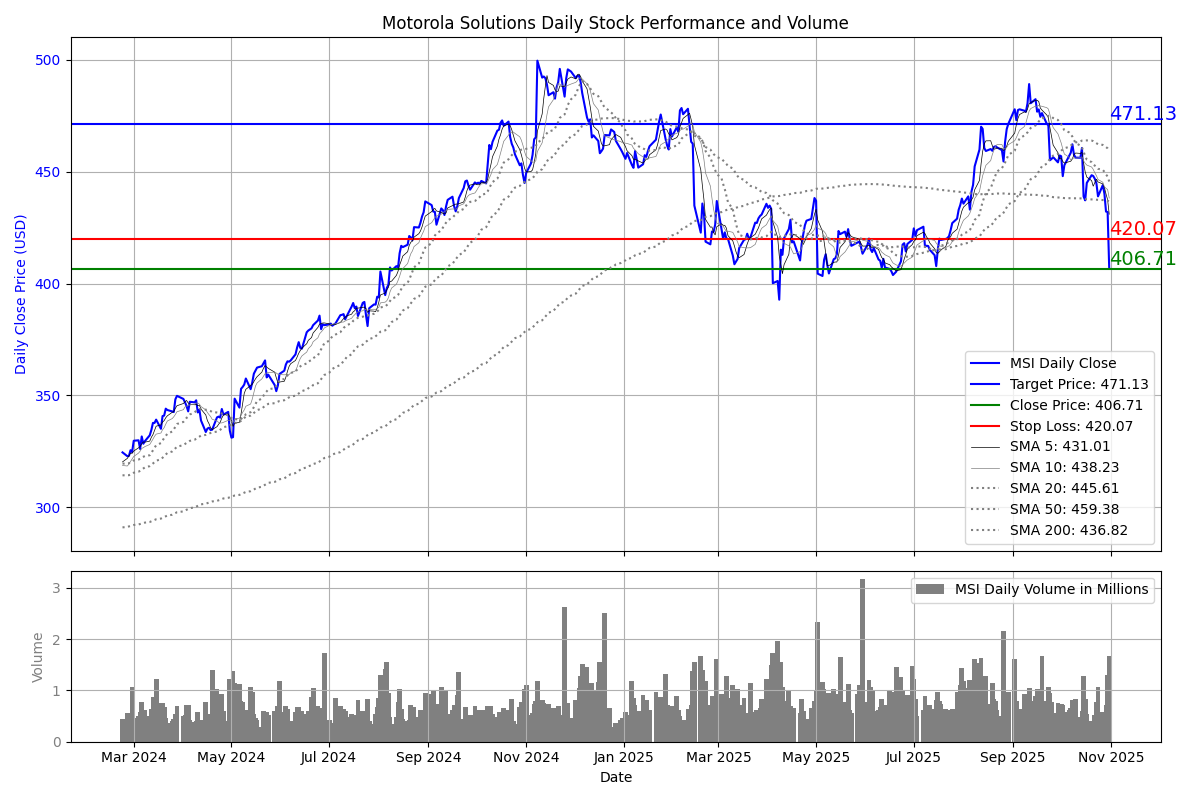 Motorola Solutions Daily Stock Performance and Volume
Daily Close Price (USD)
500
450
400
350
300
471.13
420.07
406.71
MSI Daily Close
Target Price: 471.13
Close Price: 406.71
Stop Loss: 420.07
SMA 5: 431.01
SMA 10: 438.23
SMA 20: 445.61
SMA 50: 459.38
SMA 200: 436.82
Volume
3
2
1
0
MSI Daily Volume in Millions
Mar 2024 May 2024 Jul 2024 Sep 2024 Nov 2024 Jan 2025 Mar 2025 May 2025 Jul 2025 Sep 2025 Nov 2025
Date